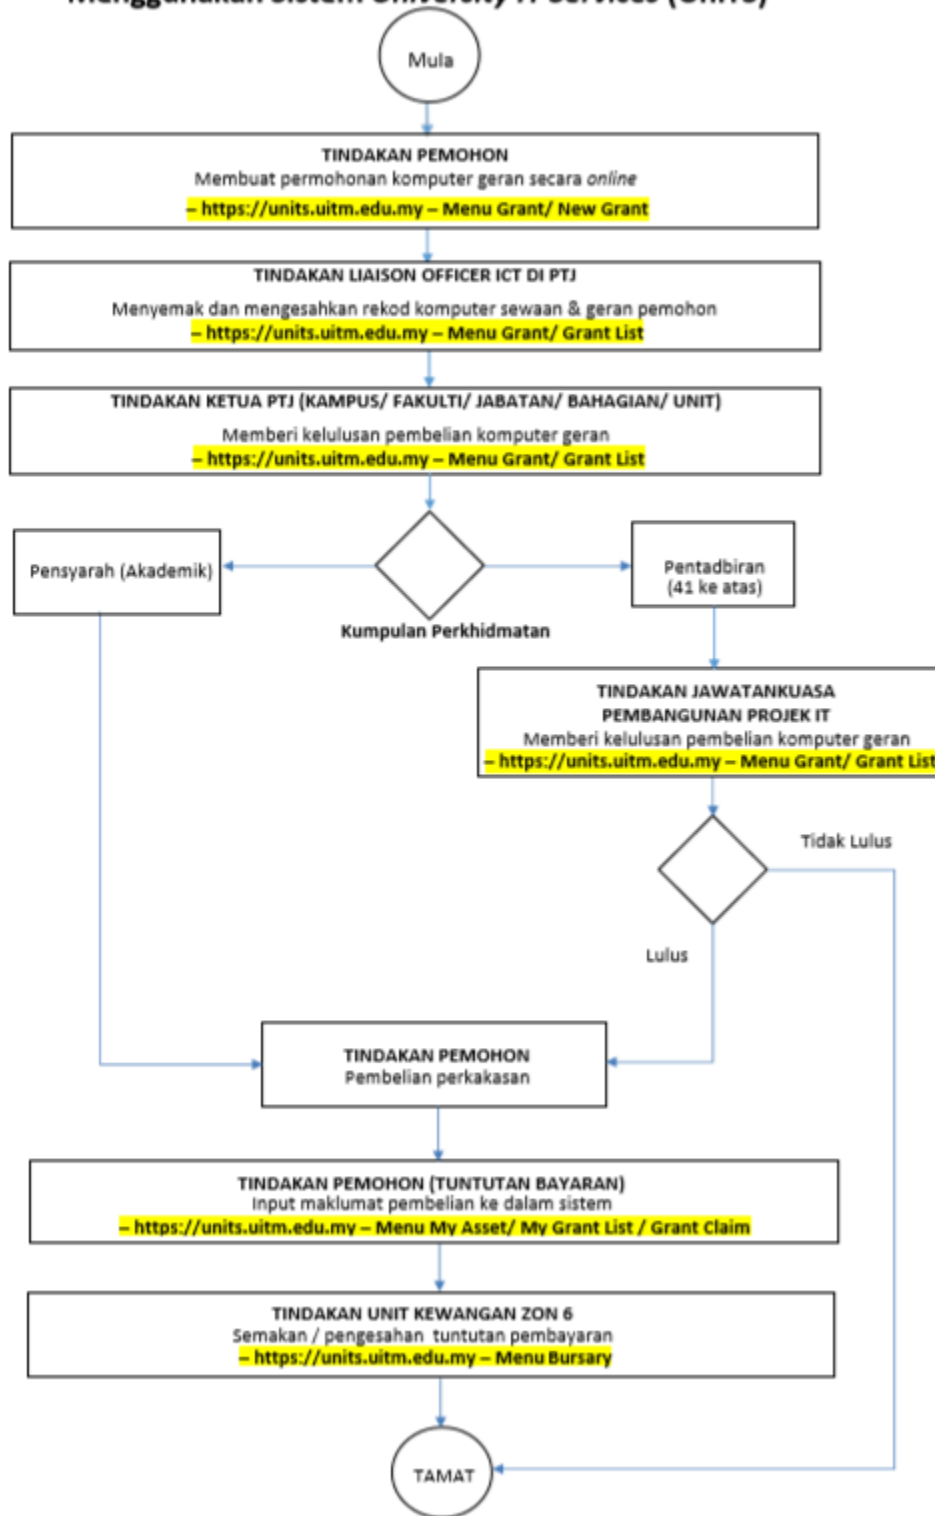 Menggunakan Sistem University IT Services (UnITS)
Mula
TINDAKAN PEMOHON
Membuat permohonan komputer geran secara online
– https://units.uitm.edu.my – Menu Grant/ New Grant
TINDAKAN LIAISON OFFICER ICT DI PTJ
Menyemak dan mengesahkan rekod komputer sewaan & geran pemohon
– https://units.uitm.edu.my – Menu Grant/ Grant List
TINDAKAN KETUA PTJ (KAMPUS/ FAKULTI/ JABATAN/ BAHAGIAN/ UNIT)
Memberi kelulusan pembelian komputer geran
– https://units.uitm.edu.my – Menu Grant/ Grant List
Pensyarah (Akademik)
Pentadbiran
(41 ke atas)
Kumpulan Perkhidmatan
TINDAKAN JAWATANKUASA
PEMBANGUNAN PROJEK IT
Memberi kelulusan pembelian komputer geran
– https://units.uitm.edu.my – Menu Grant/ Grant List
Tidak Lulus
Lulus
TINDAKAN PEMOHON
Pembelian perkakasan
TINDAKAN PEMOHON (TUNTUTAN BAYARAN)
Input maklumat pembelian ke dalam sistem
– https://units.uitm.edu.my – Menu My Asset/ My Grant List / Grant Claim
TINDAKAN UNIT KEWANGAN ZON 6
Semakan / pengesahan tuntutan pembayaran
– https://units.uitm.edu.my – Menu Bursary
TAMAT